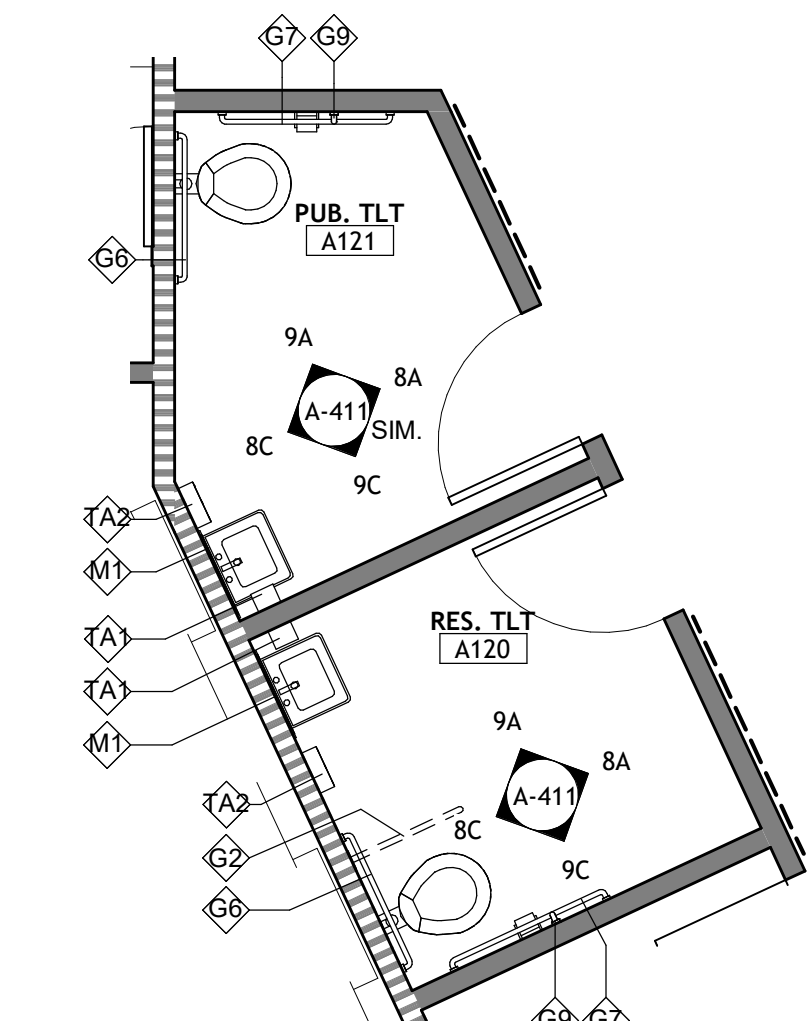 G7 G9
PUB. TLT
A121
G6
9A
8A
A-411
SIM.
8C
9C
TA2
M1
TA1
RES. TLT
A120
TA1
9A
M1
8A
A-411
TA2
8C
G2
9C
G6
G9 G7